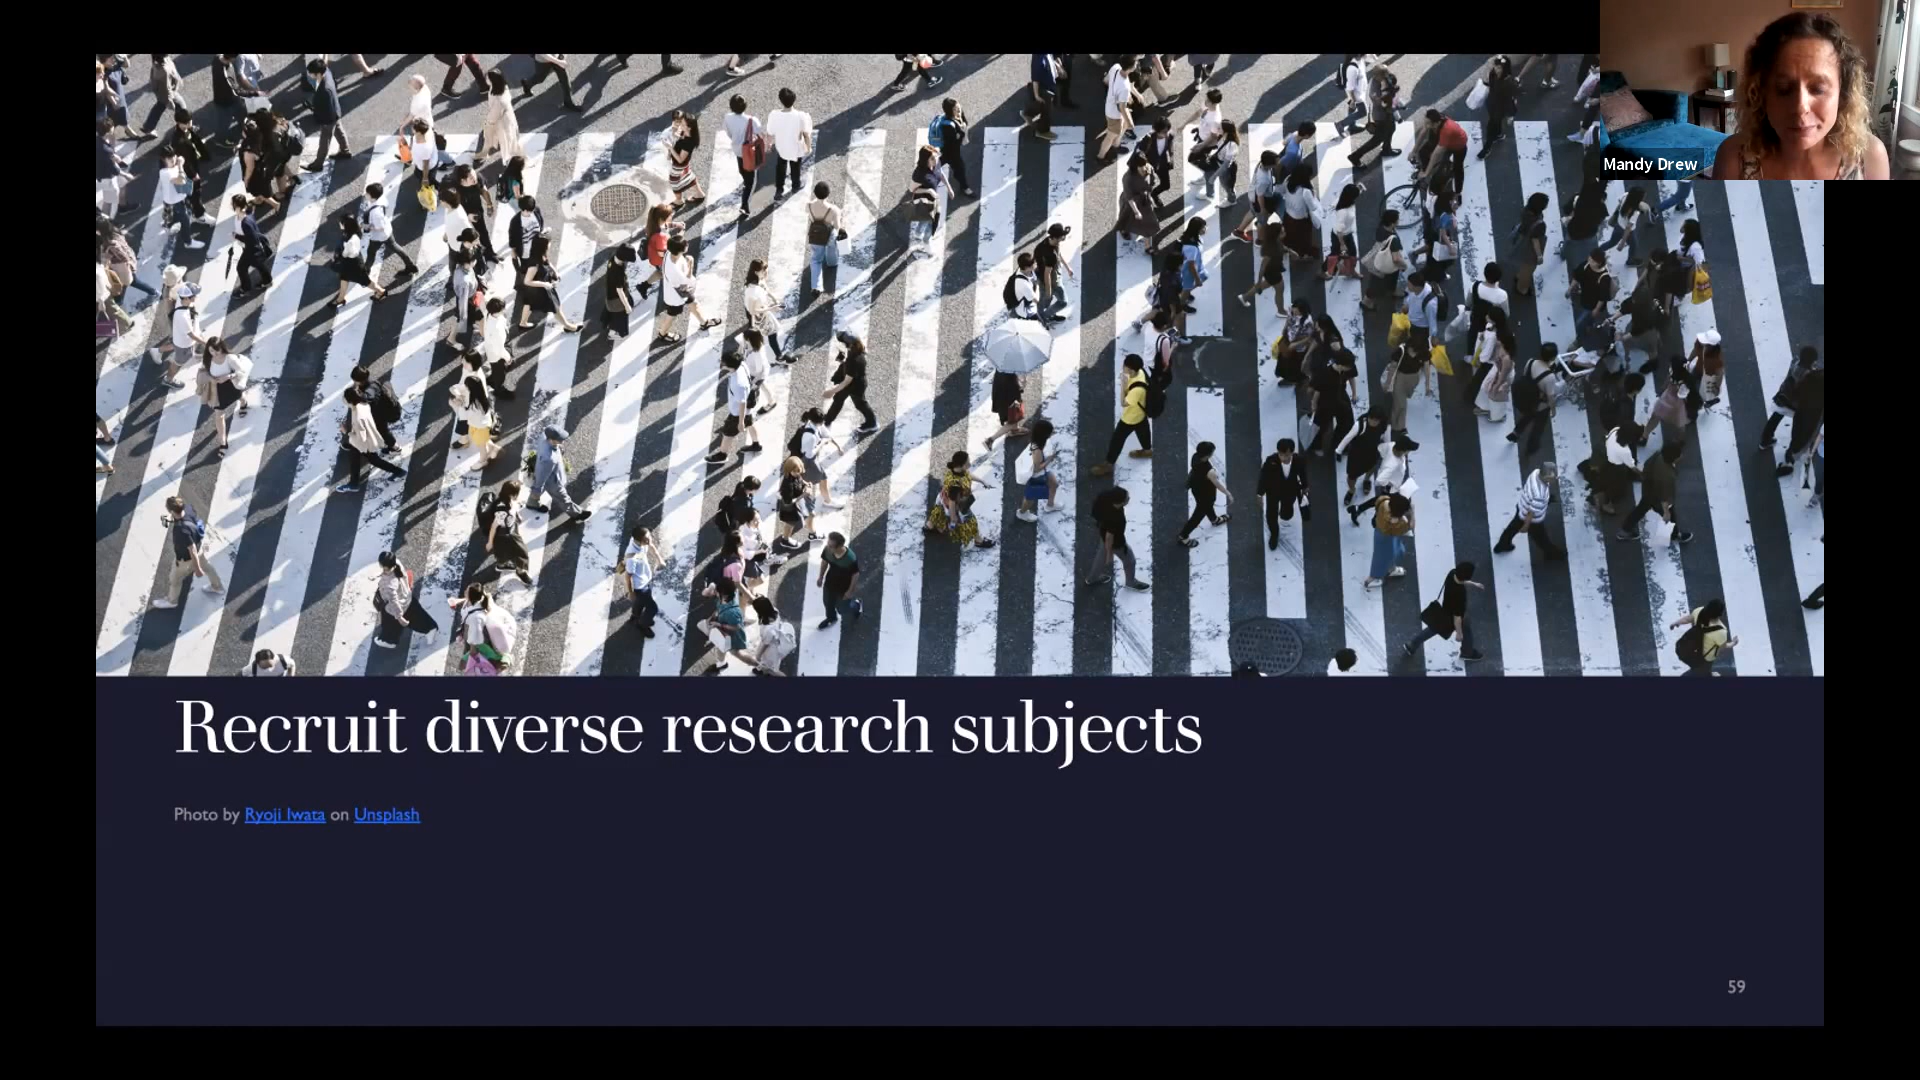 Mandy Drew
Recruit diverse research subjects
Photo by Ryoji Iwata on Unsplash
59